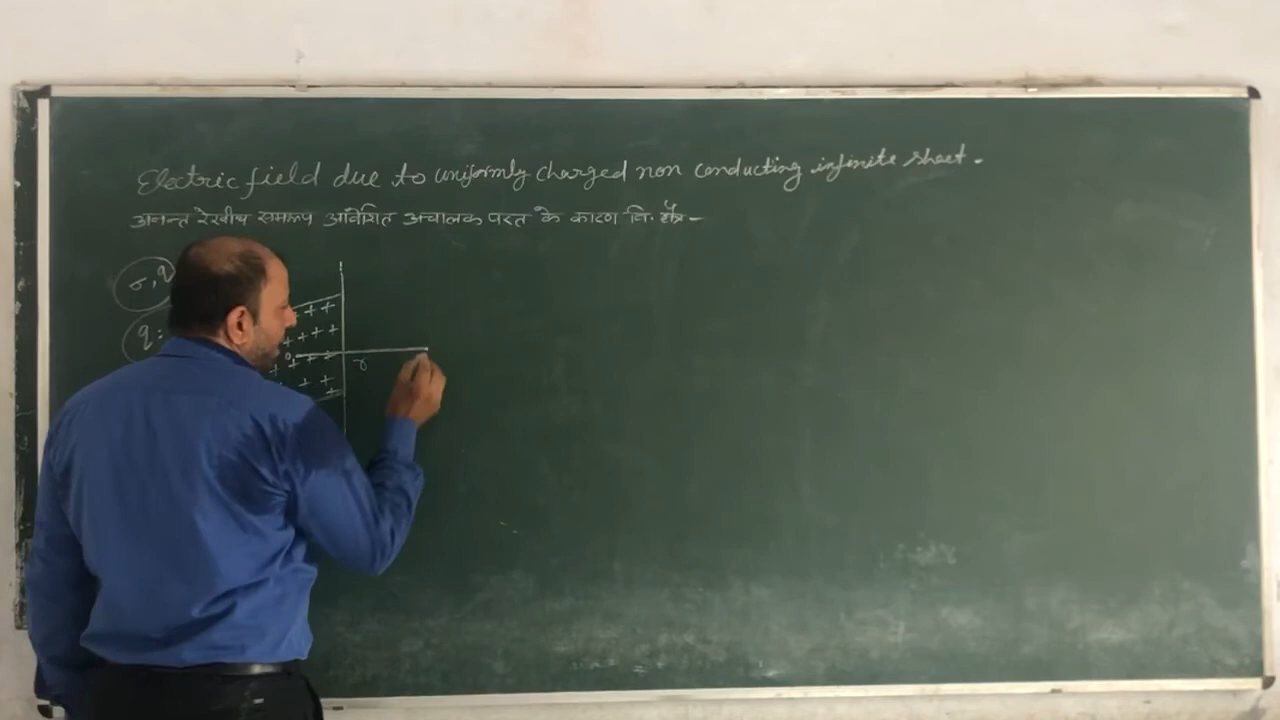 Electric field due to uniformly charged non conducting infinite sheet.
अनन्त रेखीय समरूप आवेशित अचालक परत के कारण वि. क्षेत्र-
σ, q
q =
r